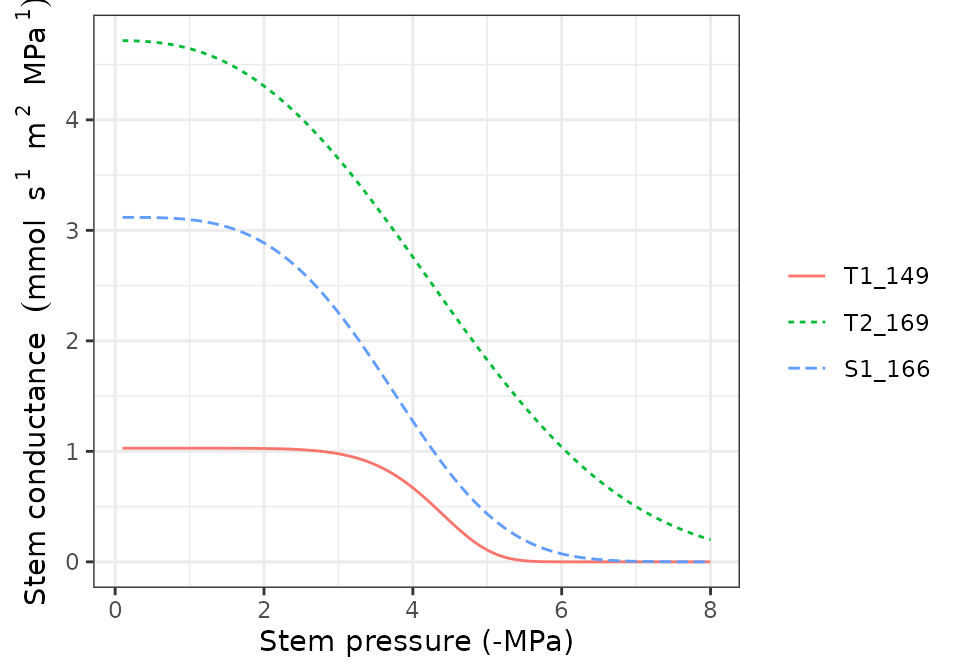 Stem conductance (mmol s¹ m² MPa¹)
4
3
2
1
0
0 2 4 6 8
Stem pressure (-MPa)
T1_149
T2_169
S1_166